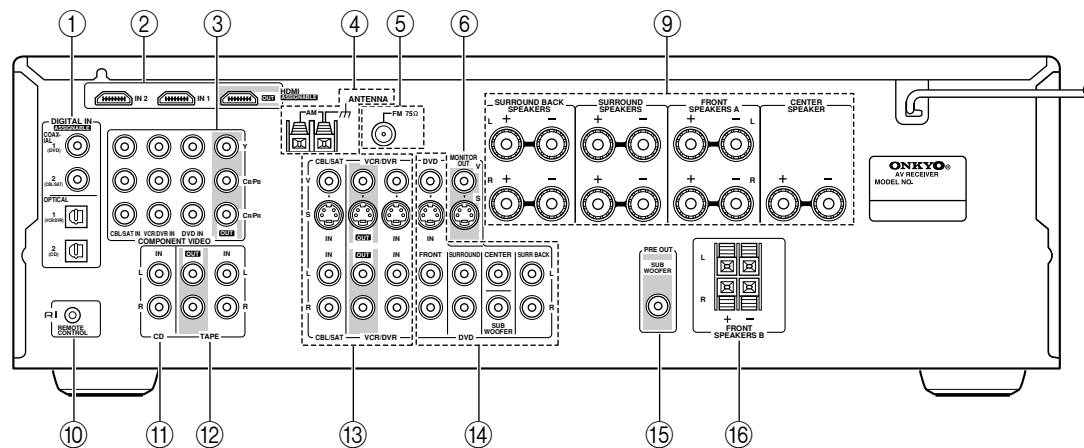 ① ② ③ ④ ⑤ ⑥ ⑨
HDMI
ASSIGNABLE
IN 2 IN 1 OUT
ANTENNA
AM
FM 75Ω
DIGITAL IN
ASSIGNABLE
COAX-
IAL
1
(DVD)
2
(CBL/SAT)
OPTICAL
1
(VCR/DVR)
2
(CD)
Y
CB/PB
CR/PR
CBL/SAT IN VCR/DVR IN DVD IN OUT
COMPONENT VIDEO
CBL/SAT VCR/DVR DVD MONITOR
OUT
V V
S S
IN OUT IN IN
SURROUND BACK
SPEAKERS
SURROUND
SPEAKERS
FRONT
SPEAKERS A
CENTER
SPEAKER
L + − + − + − L
R + − + − + − R + −
ONKYO®
AV RECEIVER
MODEL NO.
IN OUT IN
L L
R R
CD TAPE
IN OUT IN
L
R
CBL/SAT VCR/DVR
FRONT SURROUND CENTER SURR BACK
L
R
SUB
WOOFER
DVD
PRE OUT
SUB
WOOFER
L
R
+ −
FRONT
SPEAKERS B
RI
REMOTE
CONTROL
⑩ ⑪ ⑫ ⑬ ⑭ ⑮ ⑯